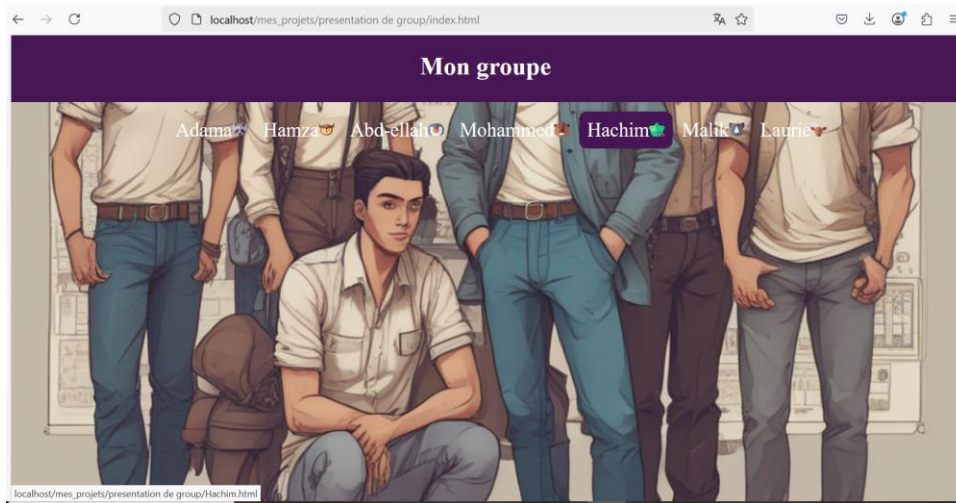 localhost/mes_projets/presentation de group/index.html
Mon groupe
Adama Hamza Abd-ellah Mohammed Hachim Malik Laurie
localhost/mes_projets/presentation de group/Hachim.html